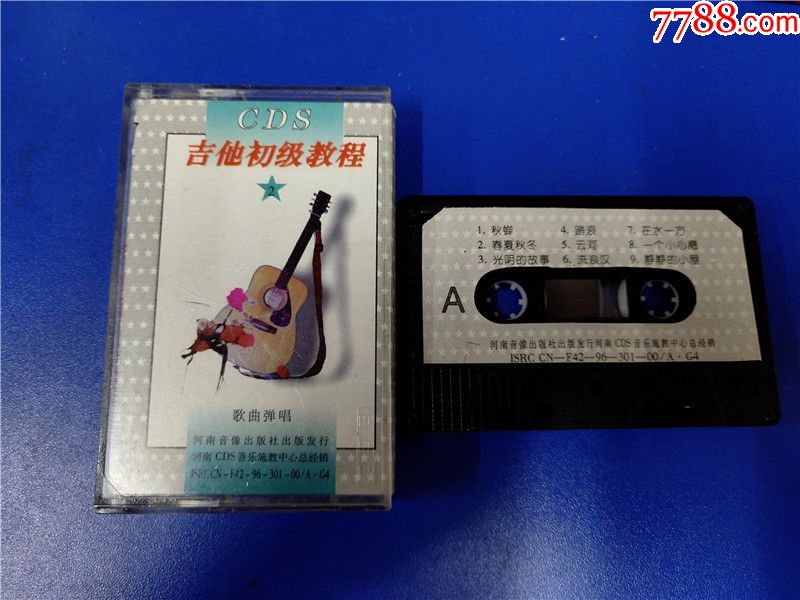 7788.com
CDS
吉他初级教程
2
歌曲弹唱
河南音像出版社出版发行
河南CDS音乐施教中心总经销
ISRC CN-F42-96-301-00/A·G4
1. 秋蝉 4. 踏浪 7. 在水一方
2. 春夏秋冬 5. 云河 8. 一个小心愿
3. 光阴的故事 6. 流浪汉 9. 静静的小屋
A
河南音像出版社出版发行河南CDS音乐施教中心总经销
ISRC CN—F42—96—301—00/A·G4